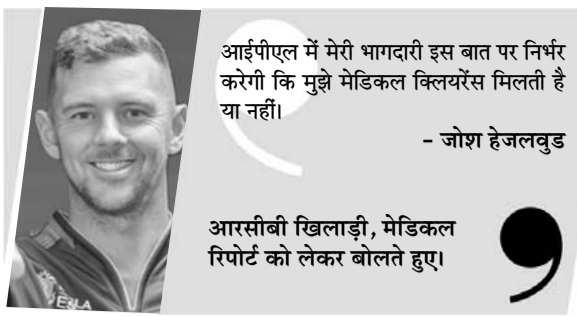 आईपीएल में मेरी भागदारी इस बात पर निर्भर
करेगी कि मुझे मेडिकल क्लियरेंस मिलती है
या नहीं।
- जोश हेजलवुड
आरसीबी खिलाड़ी, मेडिकल
रिपोर्ट को लेकर बोलते हुए।